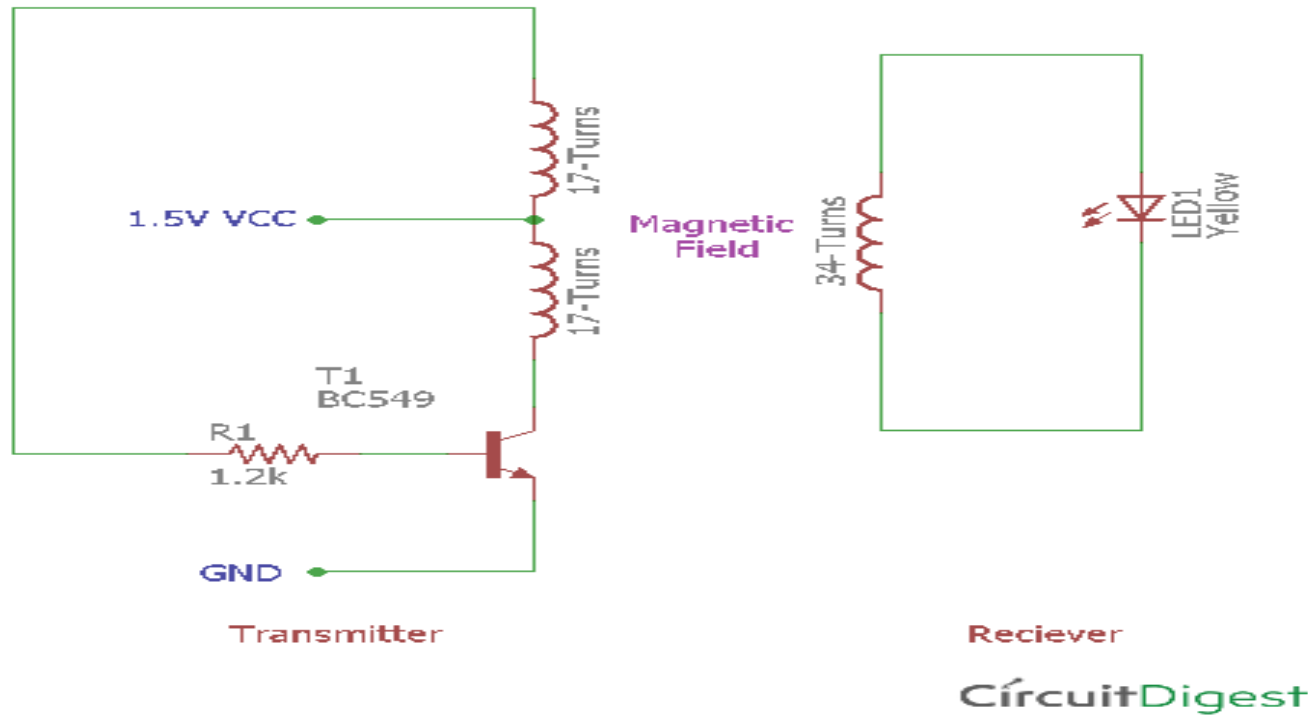 17-Turns
1.5V VCC
Magnetic
Field
17-Turns
34-Turns
LED1
Yellow
T1
BC549
R1
1.2k
GND
Transmitter
Reciever
CírcuitDigest